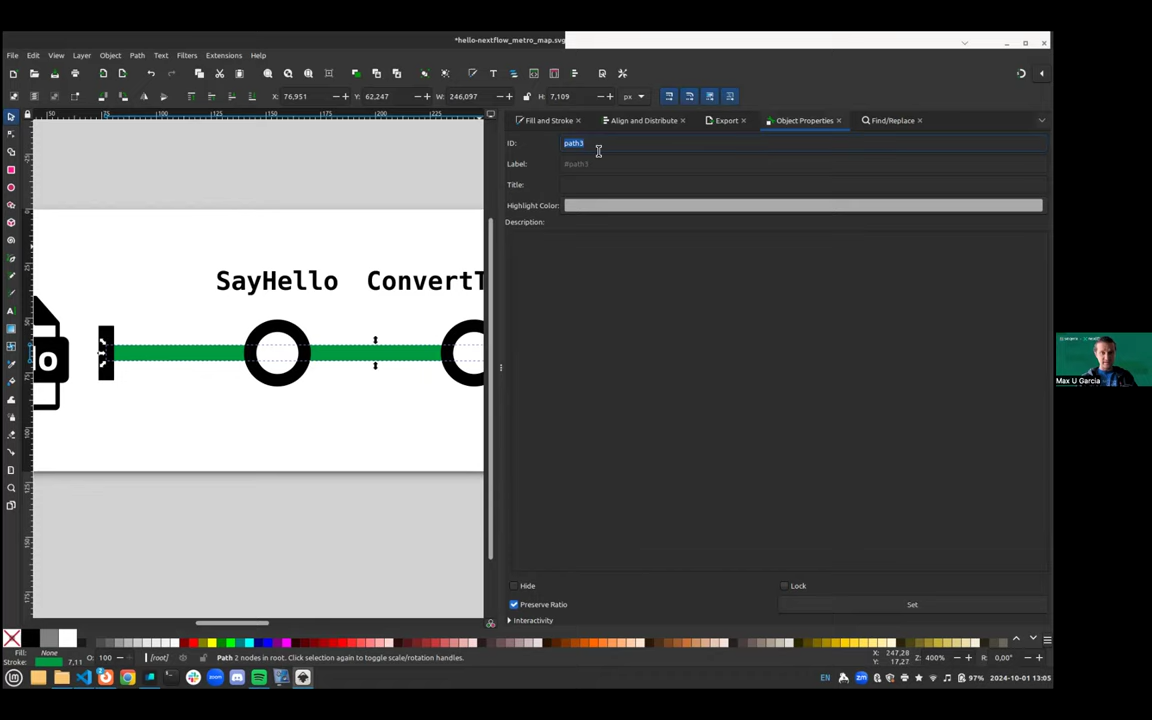 *hello-nextflow_metro_map.svg
File Edit View Layer Object Path Text Filters Extensions Help
X: 76,951 Y: 62,247 W: 246,097 H: 7,109 px
Fill and Stroke Align and Distribute Export Object Properties Find/Replace
ID: path3
Label: #path3
Title:
Highlight Color:
Description:
SayHello ConvertT
lo
Max U Garcia
Hide Lock
Preserve Ratio Set
Interactivity
Fill: None
Stroke: 7,11 O: 100 [root] Path 2 nodes in root. Click selection again to toggle scale/rotation handles.
X: 247,28
Y: 17,27
Z: 400% R: 0,00°
EN 97% 2024-10-01 13:05